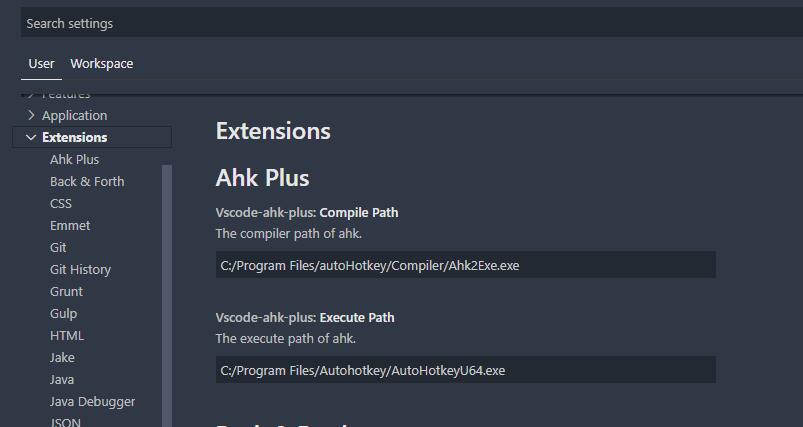 Search settings
User
Workspace
Features
Application
Extensions
Ahk Plus
Back & Forth
CSS
Emmet
Git
Git History
Grunt
Gulp
HTML
Jake
Java
Java Debugger
JSON
Extensions
Ahk Plus
Vscode-ahk-plus: Compile Path
The compiler path of ahk.
C:/Program Files/autoHotkey/Compiler/Ahk2Exe.exe
Vscode-ahk-plus: Execute Path
The execute path of ahk.
C:/Program Files/Autohotkey/AutoHotkeyU64.exe